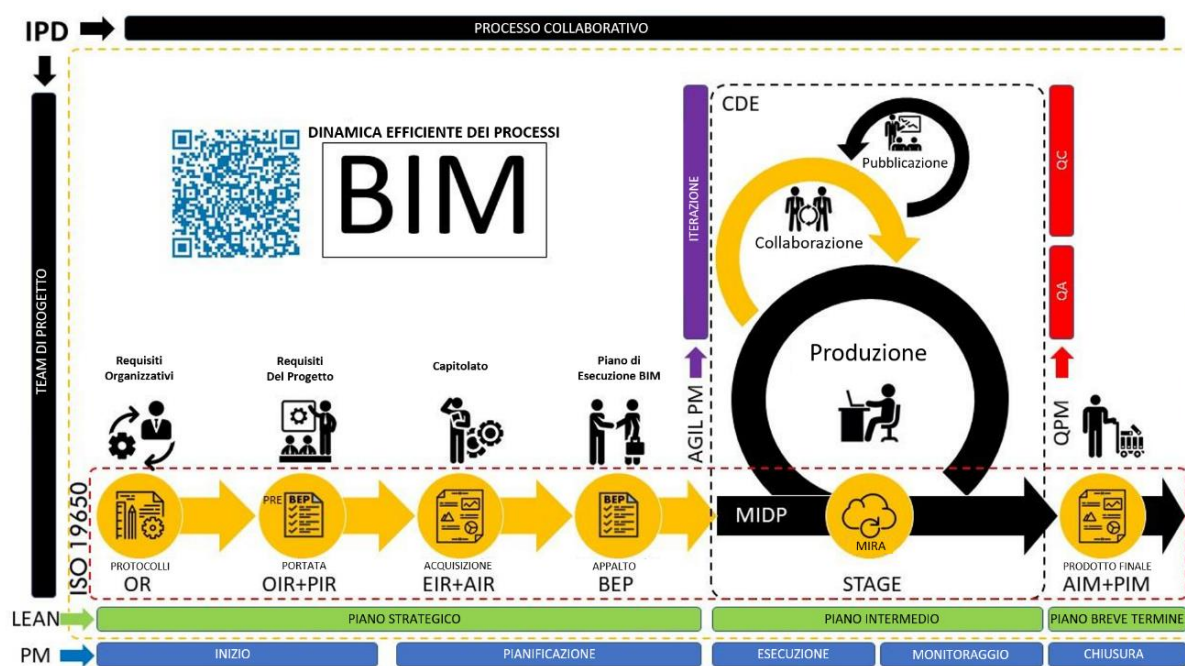 IPD
PROCESSO COLLABORATIVO
TEAM DI PROGETTO
DINAMICA EFFICIENTE DEI PROCESSI
BIM
ITERAZIONE
AGIL PM
CDE
Pubblicazione
Collaborazione
Produzione
QC
QA
QPM
Requisiti
Organizzativi
Requisiti
Del Progetto
Capitolato
Piano di
Esecuzione BIM
ISO 19650
PRE
BEP
BEP
MIDP
MIRA
PROTOCOLLI
OR
PORTATA
OIR+PIR
ACQUISIZIONE
EIR+AIR
APPALTO
BEP
STAGE
PRODOTTO FINALE
AIM+PIM
LEAN
PIANO STRATEGICO
PIANO INTERMEDIO
PIANO BREVE TERMINE
PM
INIZIO
PIANIFICAZIONE
ESECUZIONE
MONITORAGGIO
CHIUSURA